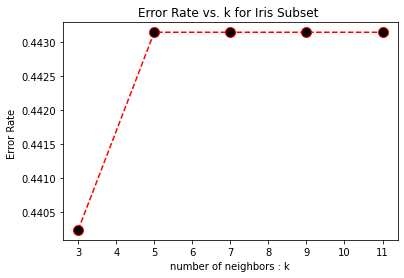 Error Rate vs. k for Iris Subset
0.4430
0.4425
0.4420
0.4415
0.4410
0.4405
Error Rate
3 4 5 6 7 8 9 10 11
number of neighbors : k